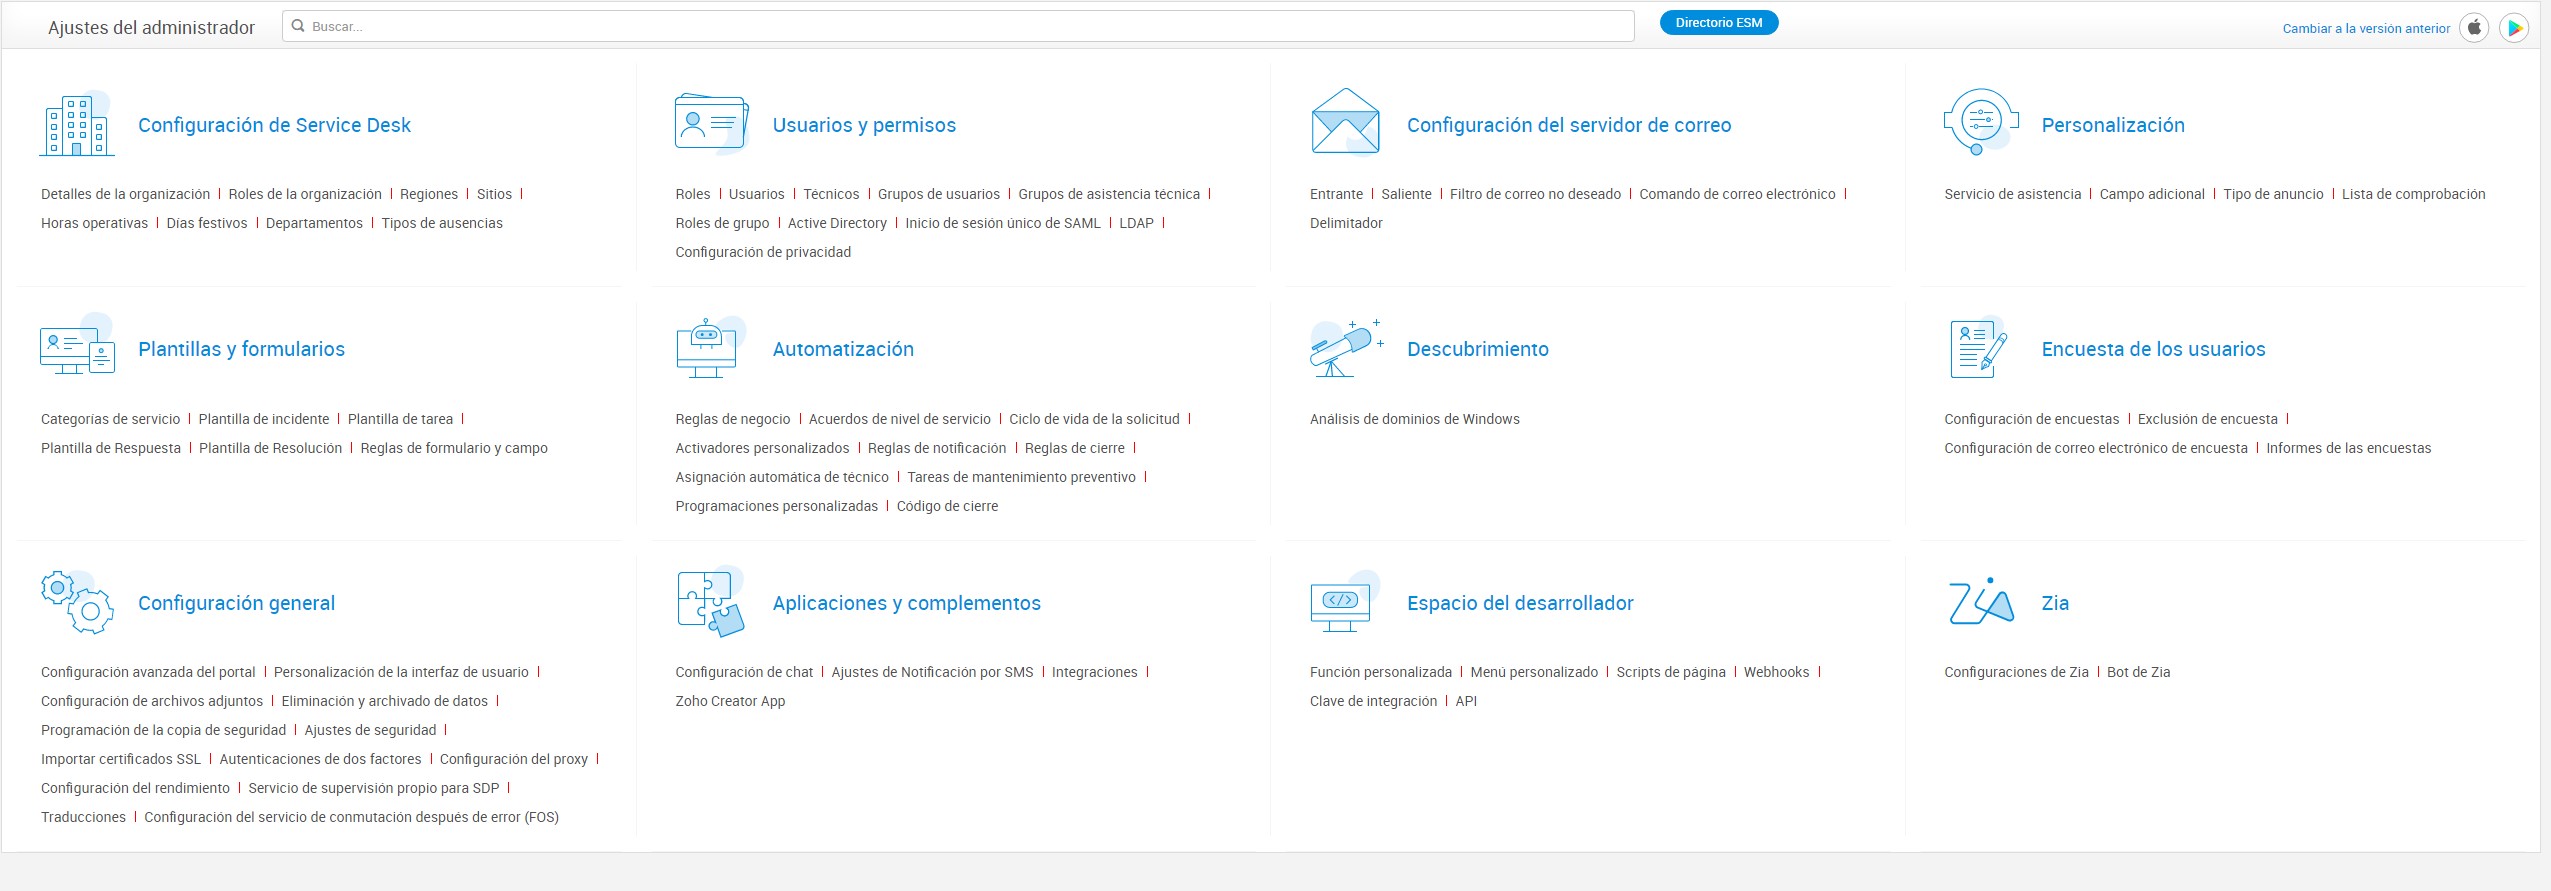 Ajustes del administrador
Buscar...
Directorio ESM
Cambiar a la versión anterior
Configuración de Service Desk
Detalles de la organización | Roles de la organización | Regiones | Sitios |
Horas operativas | Días festivos | Departamentos | Tipos de ausencias
Usuarios y permisos
Roles | Usuarios | Técnicos | Grupos de usuarios | Grupos de asistencia técnica |
Roles de grupo | Active Directory | Inicio de sesión único de SAML | LDAP |
Configuración de privacidad
Configuración del servidor de correo
Entrante | Saliente | Filtro de correo no deseado | Comando de correo electrónico |
Delimitador
Personalización
Servicio de asistencia | Campo adicional | Tipo de anuncio | Lista de comprobación
Plantillas y formularios
Categorías de servicio | Plantilla de incidente | Plantilla de tarea |
Plantilla de Respuesta | Plantilla de Resolución | Reglas de formulario y campo
Automatización
Reglas de negocio | Acuerdos de nivel de servicio | Ciclo de vida de la solicitud |
Activadores personalizados | Reglas de notificación | Reglas de cierre |
Asignación automática de técnico | Tareas de mantenimiento preventivo |
Programaciones personalizadas | Código de cierre
Descubrimiento
Análisis de dominios de Windows
Encuesta de los usuarios
Configuración de encuestas | Exclusión de encuesta |
Configuración de correo electrónico de encuesta | Informes de las encuestas
Configuración general
Configuración avanzada del portal | Personalización de la interfaz de usuario |
Configuración de archivos adjuntos | Eliminación y archivado de datos |
Programación de la copia de seguridad | Ajustes de seguridad |
Importar certificados SSL | Autenticaciones de dos factores | Configuración del proxy |
Configuración del rendimiento | Servicio de supervisión propio para SDP |
Traducciones | Configuración del servicio de conmutación después de error (FOS)
Aplicaciones y complementos
Configuración de chat | Ajustes de Notificación por SMS | Integraciones |
Zoho Creator App
Espacio del desarrollador
Función personalizada | Menú personalizado | Scripts de página | Webhooks |
Clave de integración | API
Zia
Configuraciones de Zia | Bot de Zia